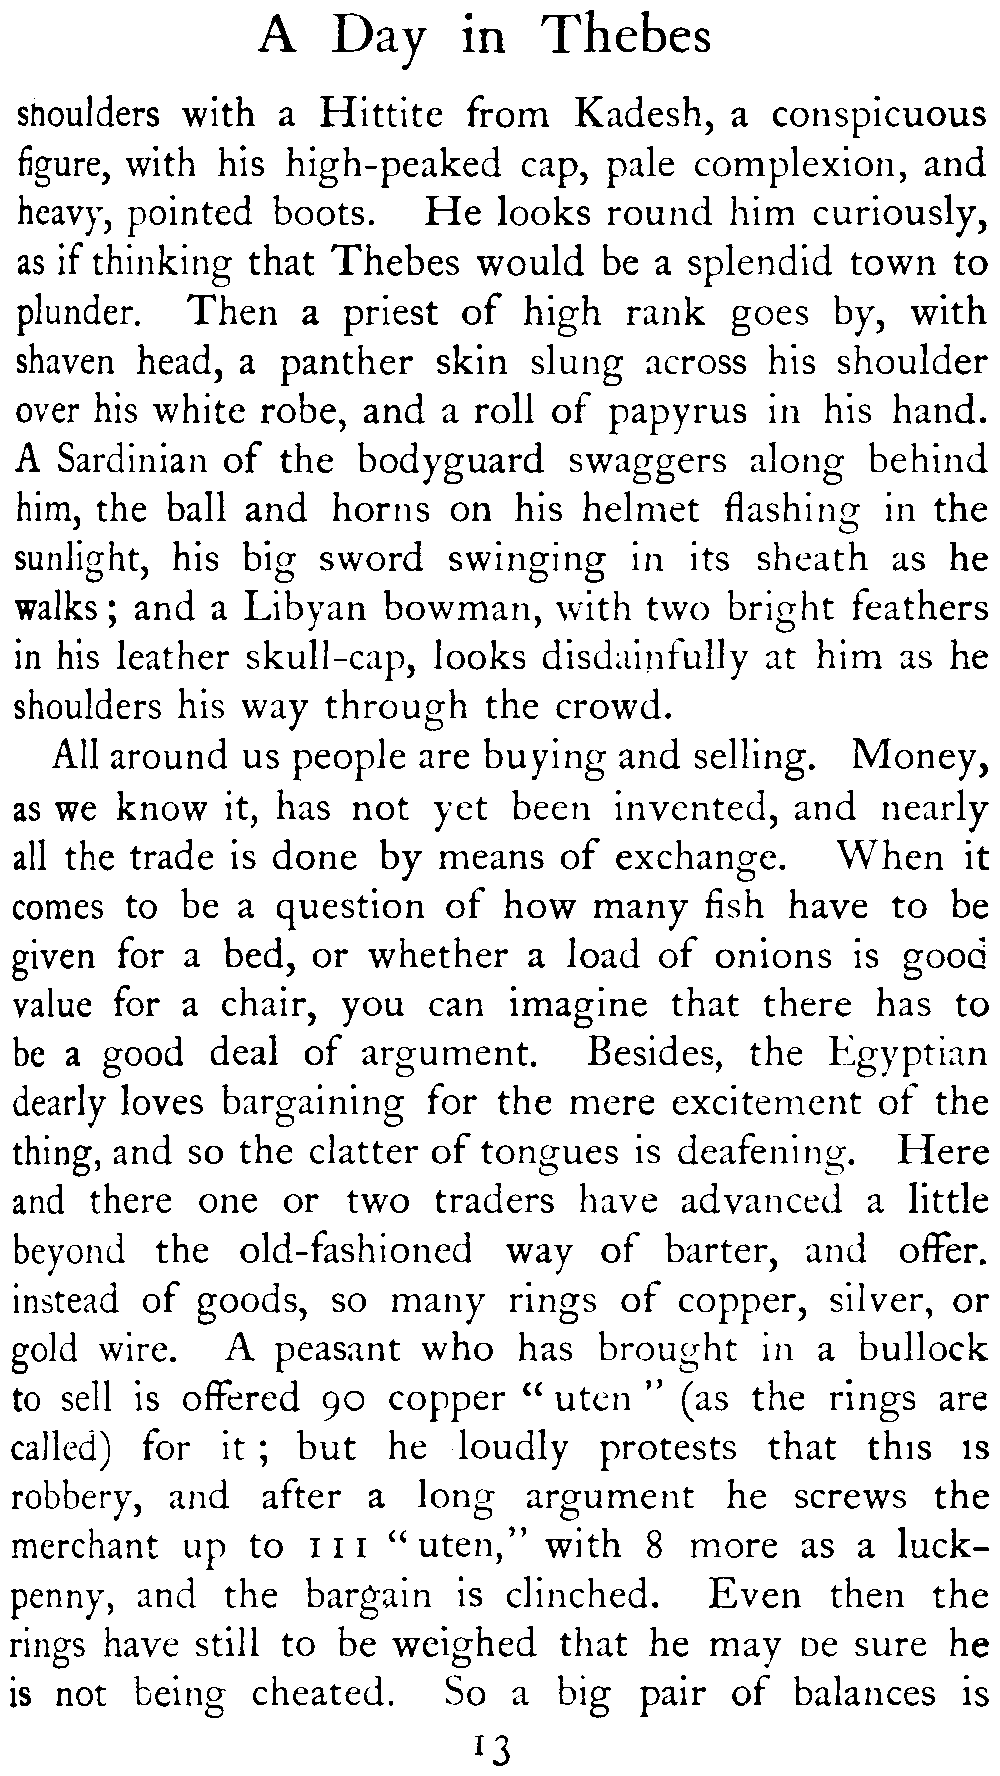 A Day in Thebes
shoulders with a Hittite from Kadesh, a conspicuous
figure, with his high-peaked cap, pale complexion, and
heavy, pointed boots. He looks round him curiously,
as if thinking that Thebes would be a splendid town to
plunder. Then a priest of high rank goes by, with
shaven head, a panther skin slung across his shoulder
over his white robe, and a roll of papyrus in his hand.
A Sardinian of the bodyguard swaggers along behind
him, the ball and horns on his helmet flashing in the
sunlight, his big sword swinging in its sheath as he
walks; and a Libyan bowman, with two bright feathers
in his leather skull-cap, looks disdainfully at him as he
shoulders his way through the crowd.
All around us people are buying and selling. Money,
as we know it, has not yet been invented, and nearly
all the trade is done by means of exchange. When it
comes to be a question of how many fish have to be
given for a bed, or whether a load of onions is good
value for a chair, you can imagine that there has to
be a good deal of argument. Besides, the Egyptian
dearly loves bargaining for the mere excitement of the
thing, and so the clatter of tongues is deafening. Here
and there one or two traders have advanced a little
beyond the old-fashioned way of barter, and offer.
instead of goods, so many rings of copper, silver, or
gold wire. A peasant who has brought in a bullock
to sell is offered 90 copper "uten" (as the rings are
called) for it; but he loudly protests that this is
robbery, and after a long argument he screws the
merchant up to 111 "uten," with 8 more as a luck-
penny, and the bargain is clinched. Even then the
rings have still to be weighed that he may be sure he
is not being cheated. So a big pair of balances is
13